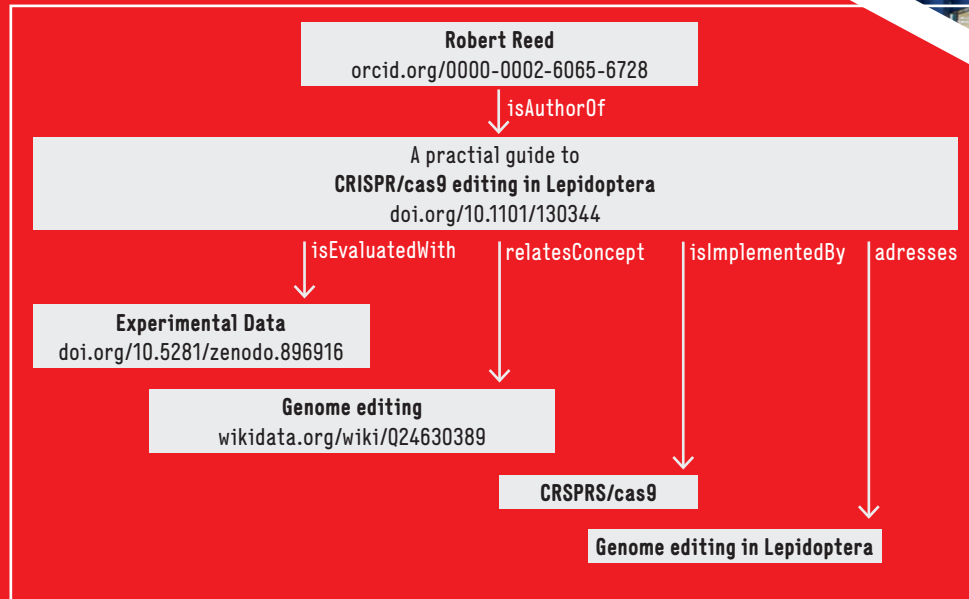 Robert Reed
orcid.org/0000-0002-6065-6728
isAuthorOf
A practial guide to
CRISPR/cas9 editing in Lepidoptera
doi.org/10.1101/130344
isEvaluatedWith
relatesConcept
isImplementedBy
adresses
Experimental Data
doi.org/10.5281/zenodo.896916
Genome editing
wikidata.org/wiki/Q24630389
CRSPRS/cas9
Genome editing in Lepidoptera